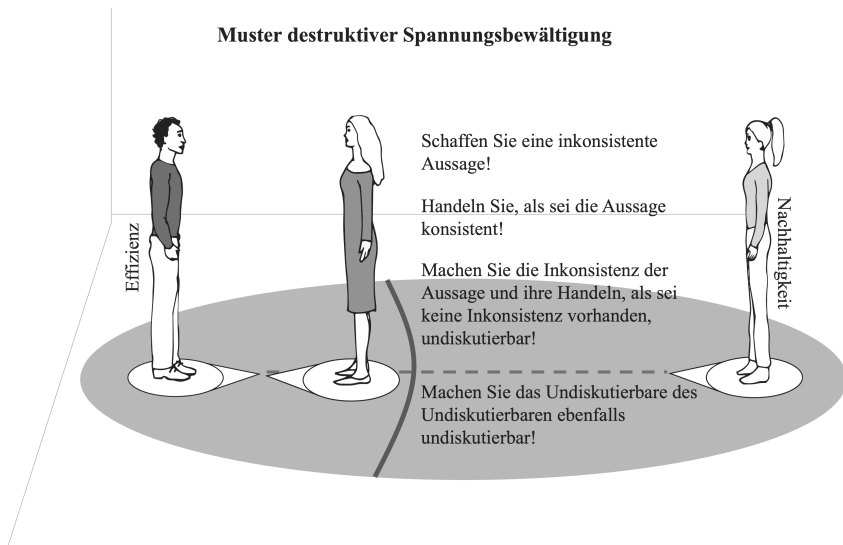 Muster destruktiver Spannungsbewältigung
Effizienz
Schaffen Sie eine inkonsistente
Aussage!
Handeln Sie, als sei die Aussage
konsistent!
Machen Sie die Inkonsistenz der
Aussage und ihre Handeln, als sei
keine Inkonsistenz vorhanden,
undiskutierbar!
Machen Sie das Undiskutierbare des
Undiskutierbaren ebenfalls
undiskutierbar!
Nachhaltigkeit